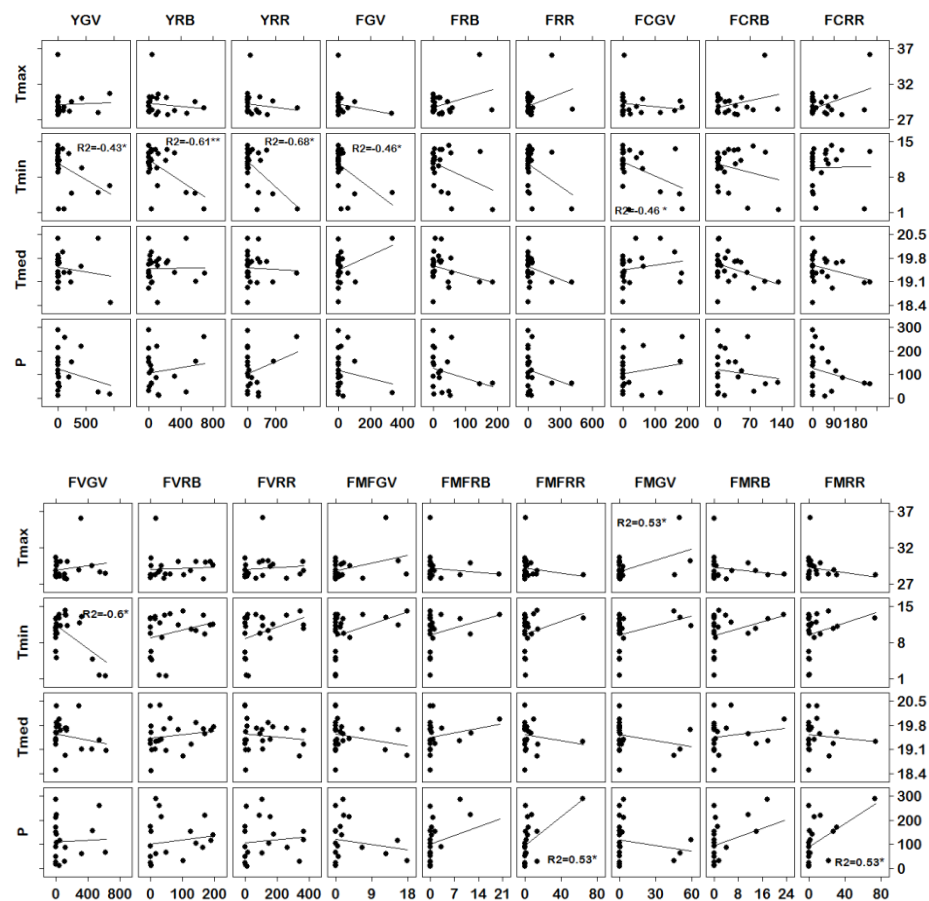 YGV YRB YRR FGV FRB FRR FCGV FCRB FCRR
Tmax 37 31 27
Tmin R2=-0.43* R2=-0.61** R2=-0.68* R2=-0.46* R2=-0.46 * 15 8 1
Tmed 20.5 19.8 19.1 18.4
P 300 200 100 0
500 0 400 800 700 0 200 400 0 100 200 0 300 600 0 100 200 0 70 140 0 90 180
FVGV FVRB FVRR FMFGV FMFRB FMFRR FMGV FMRB FMRR
Tmax R2=0.53* 37 32 27
Tmin R2=-0.6* 15 8 1
Tmed 20.5 19.8 19.1 18.4
P R2=0.53* R2=0.53* 300 200 100 0
0 200 400 600 0 100 200 0 200 400 0 9 18 0 7 14 21 0 40 80 0 30 60 0 8 16 24 0 40 80